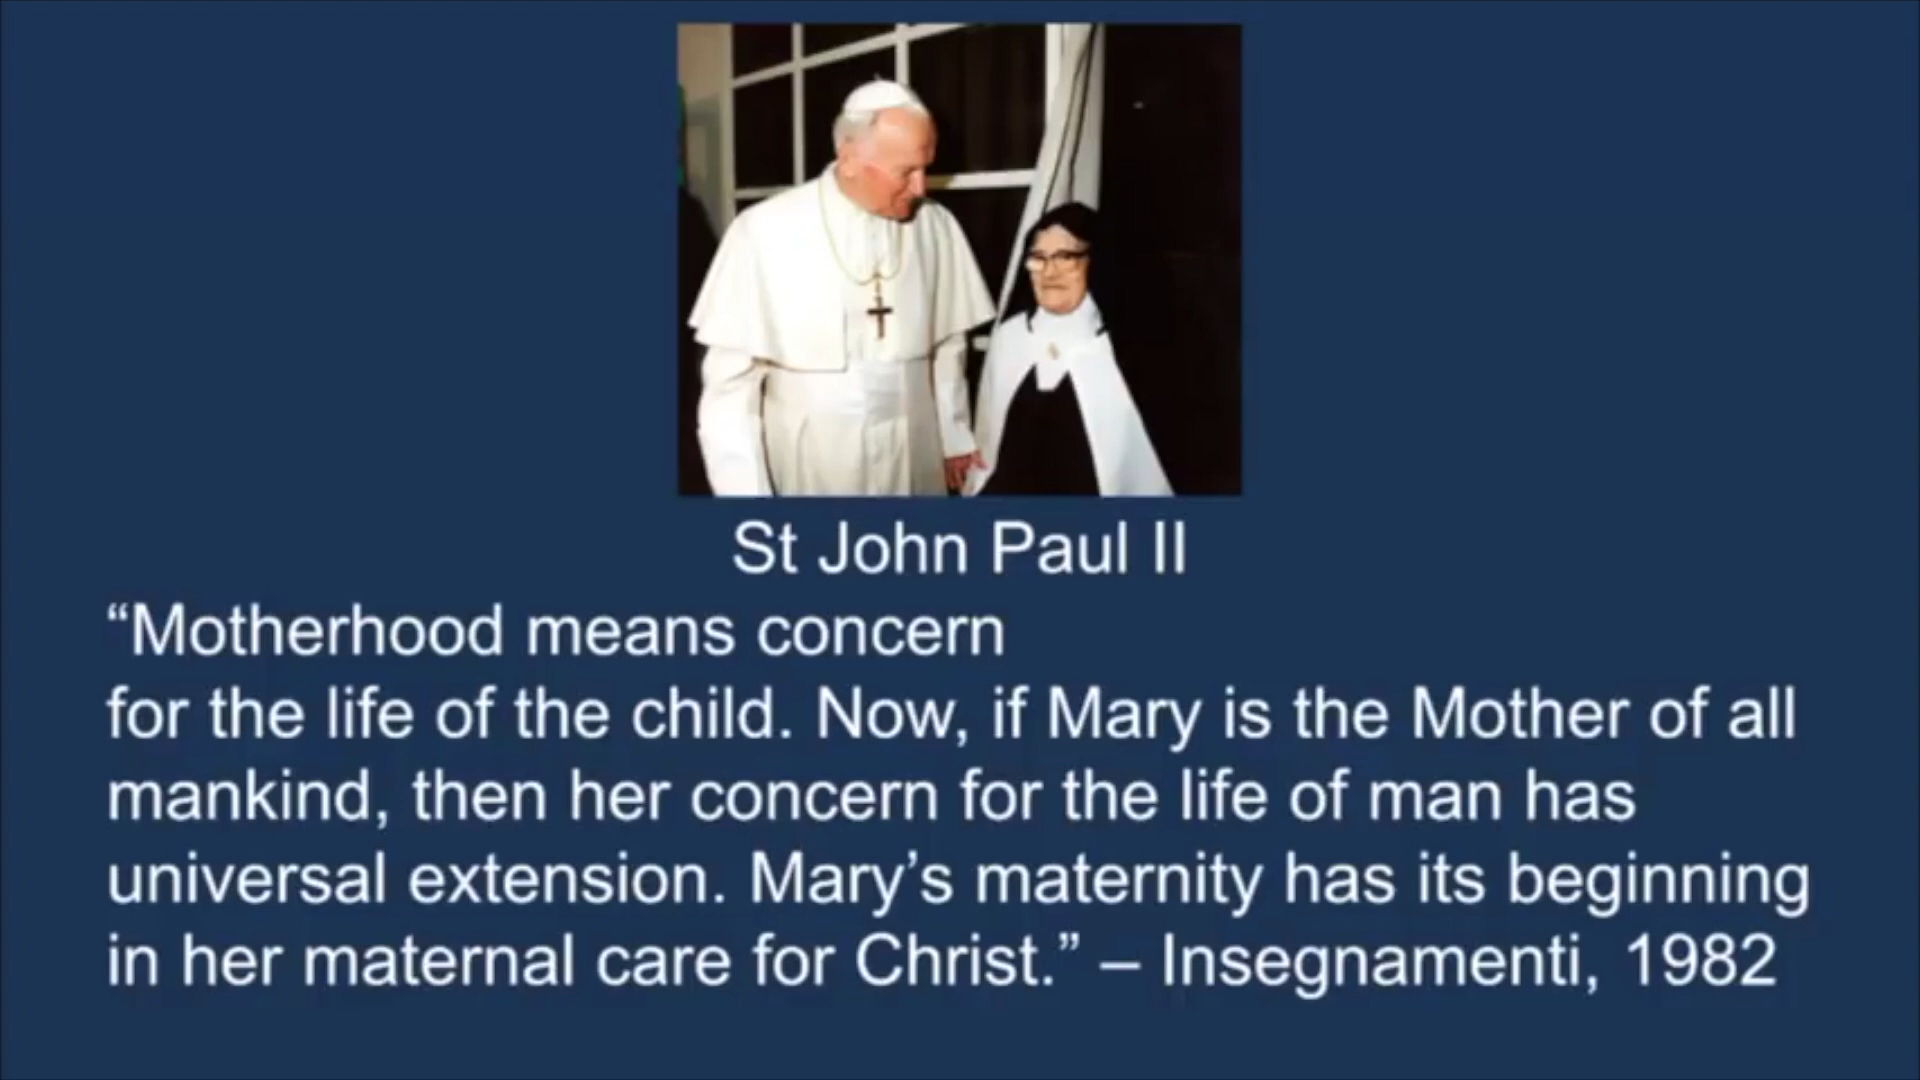 St John Paul II
“Motherhood means concern
for the life of the child. Now, if Mary is the Mother of all
mankind, then her concern for the life of man has
universal extension. Mary’s maternity has its beginning
in her maternal care for Christ.” – Insegnamenti, 1982